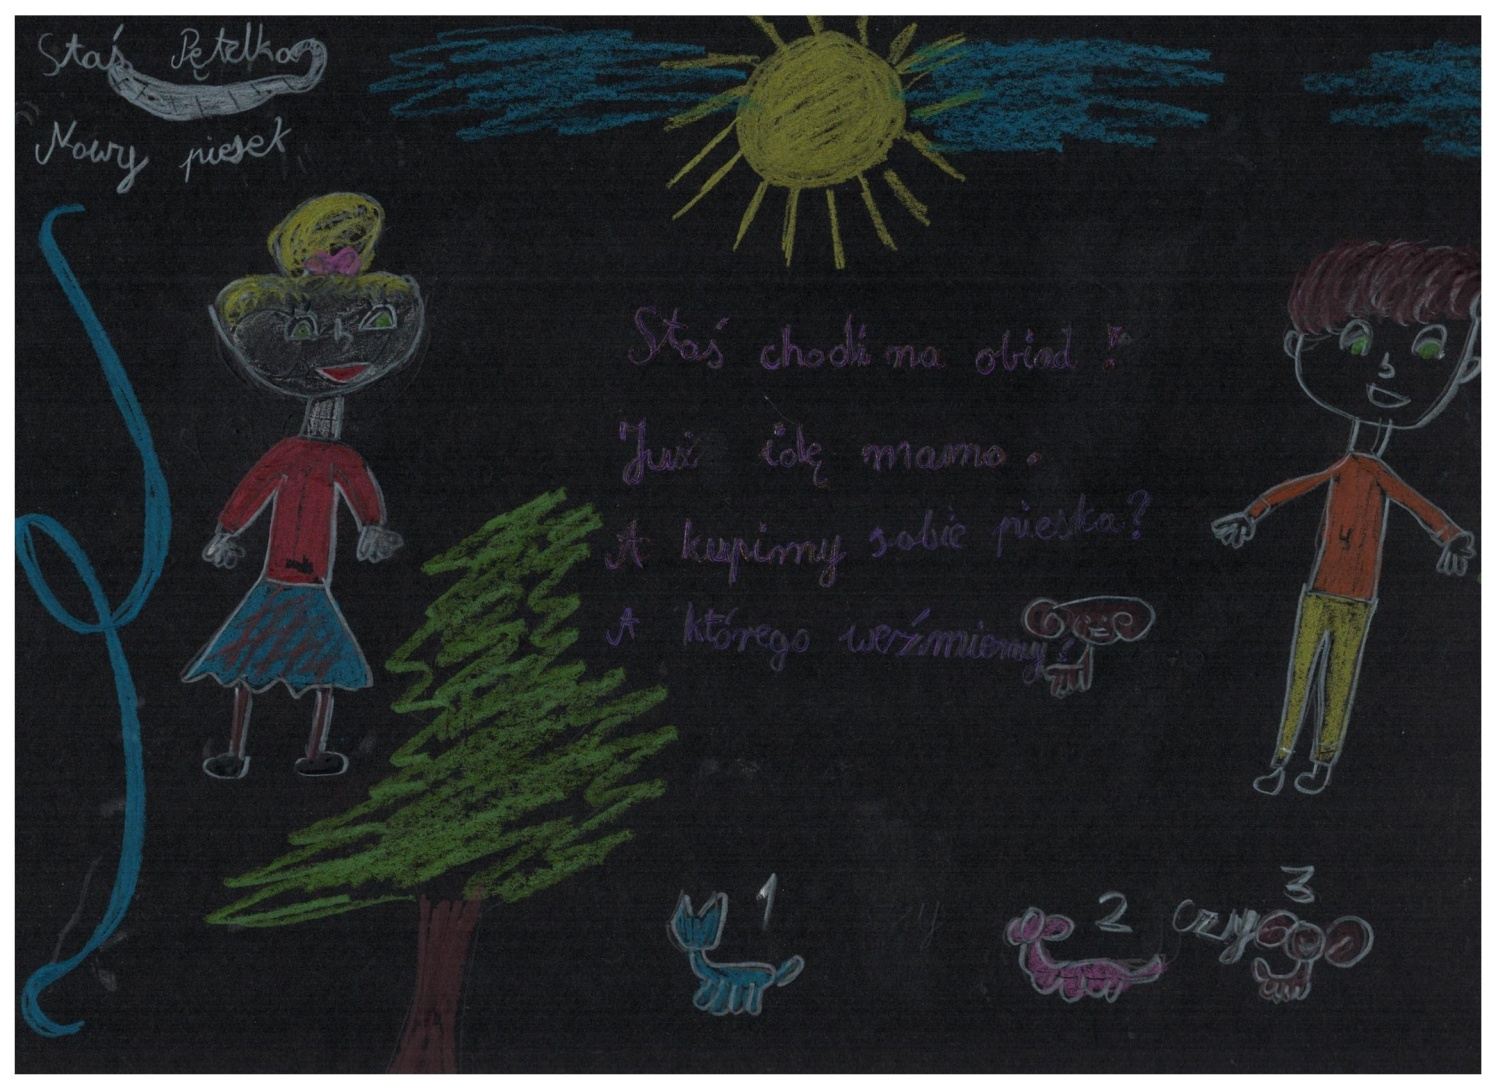 Staś Pętelka
Nowy piesek
Staś chodź na obiad!
Już idę mamo.
A kupimy sobie pieska?
A którego weźmiemy?
1
2 czy 3